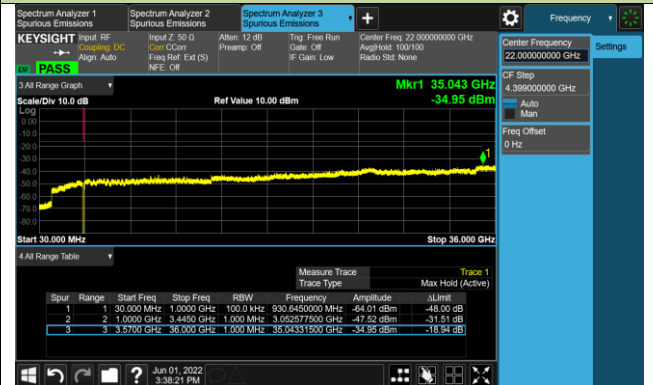 Spectrum Analyzer 1
Spurious Emissions
Spectrum Analyzer 2
Spurious Emissions
Spectrum Analyzer 3
Spurious Emissions
Frequency
KEYSIGHT
Input: RF
Coupling: DC
Align: Auto
Input Z: 50 Ω
Corr CCorr
Freq Ref: Ext (S)
NFE: Off
Atten: 12 dB
Preamp: Off
Trig: Free Run
Gate: Off
IF Gain: Low
Center Freq: 22.000000000 GHz
Avg|Hold: 100/100
Radio Std: None
LXI
PASS
Center Frequency
22.000000000 GHz
Settings
CF Step
4.399000000 GHz
Auto
Man
Freq Offset
0 Hz
3 All Range Graph
Mkr1 35.043 GHz
Scale/Div 10.0 dB
Ref Value 10.00 dBm
-34.95 dBm
Log
0.00
-10.0
-20.0
-30.0
-40.0
-50.0
-60.0
-70.0
-80.0
1
Start 30.000 MHz
Stop 36.000 GHz
4 All Range Table
Measure Trace Trace 1
Trace Type Max Hold (Active)
Spur Range Start Freq Stop Freq RBW Frequency Amplitude ΔLimit
1 1 30.000 MHz 1.0000 GHz 100.0 kHz 930.6450000 MHz -64.01 dBm -48.00 dB
2 2 1.0000 GHz 3.4450 GHz 1.000 MHz 3.052577500 GHz -47.52 dBm -31.51 dB
3 3 3.5700 GHz 36.000 GHz 1.000 MHz 35.04331500 GHz -34.95 dBm -18.94 dB
Jun 01, 2022
3:38:21 PM